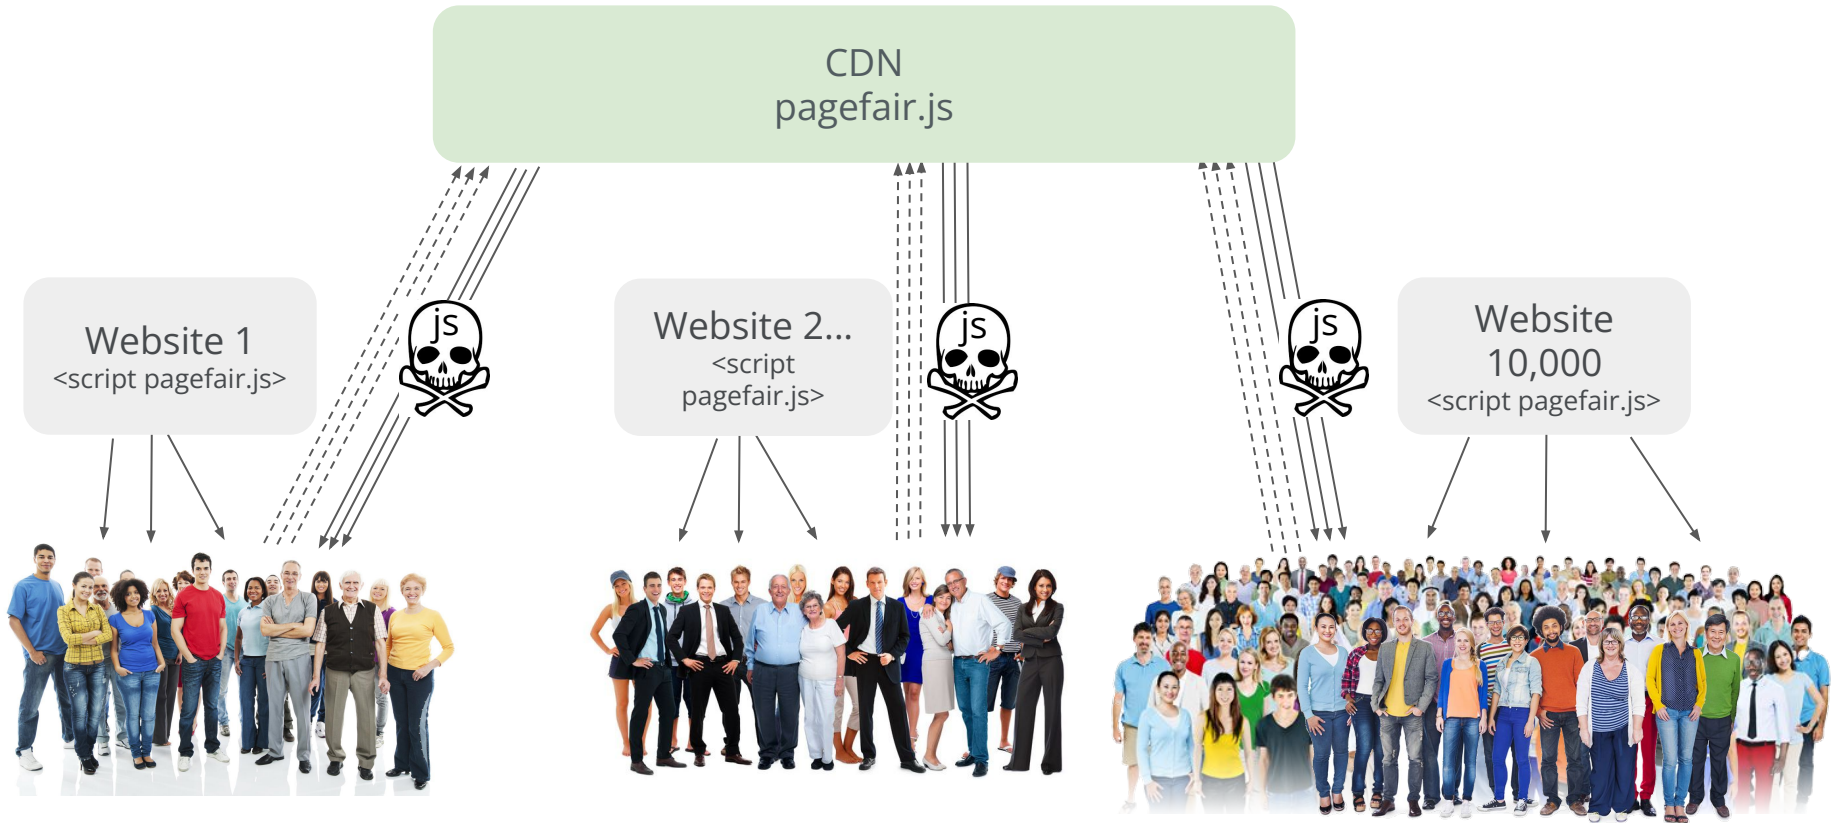 CDN
pagefair.js
Website 1
<script pagefair.js>
js
Website 2...
<script
pagefair.js>
js
js
Website
10,000
<script pagefair.js>